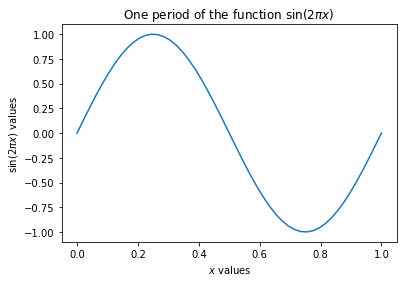 One period of the function sin(2πx)
1.00
0.75
0.50
0.25
0.00
−0.25
−0.50
−0.75
−1.00
sin(2πx) values
0.0 0.2 0.4 0.6 0.8 1.0
x values